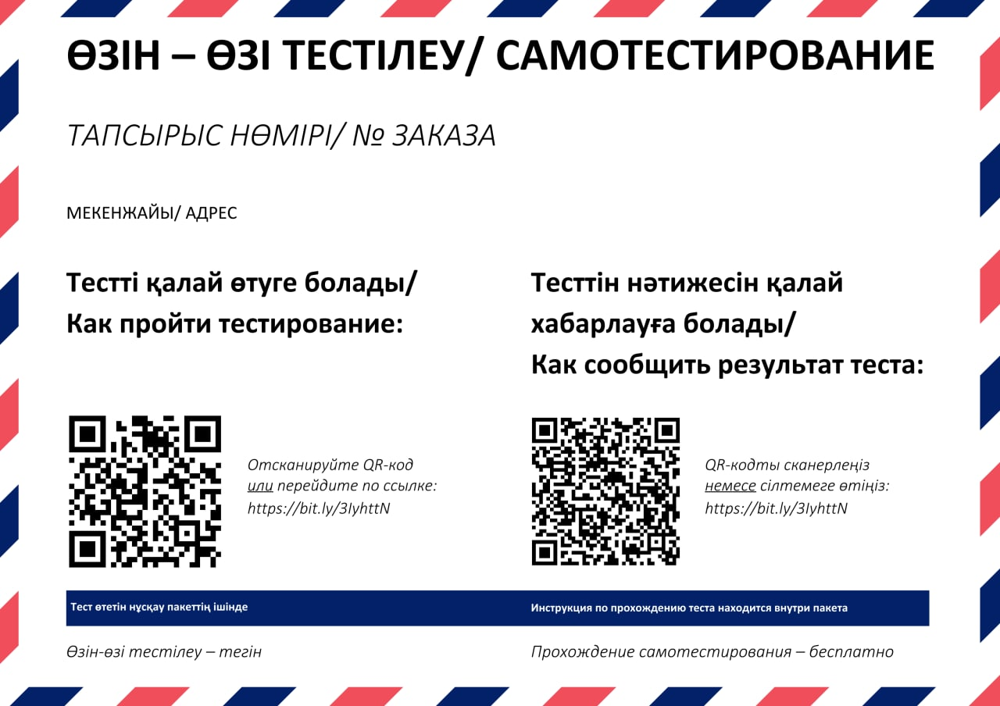 ӨЗІН – ӨЗІ ТЕСТІЛЕУ/ САМОТЕСТИРОВАНИЕ
ТАПСЫРЫС НӨМІРІ/ № ЗАКАЗА
МЕКЕНЖАЙЫ/ АДРЕС
Тестті қалай өтуге болады/
Как пройти тестирование:
Тесттін нәтижесін қалай
хабарлауға болады/
Как сообщить результат теста:
Отсканируйте QR-код
или перейдите по ссылке:
https://bit.ly/3IyhttN
QR-кодты сканерлеңіз
немесе сілтемеге өтіңіз:
https://bit.ly/3IyhttN
Тест өтетін нұсқау пакеттің ішінде
Инструкция по прохождению теста находится внутри пакета
Өзін-өзі тестілеу – тегін
Прохождение самотестирования – бесплатно